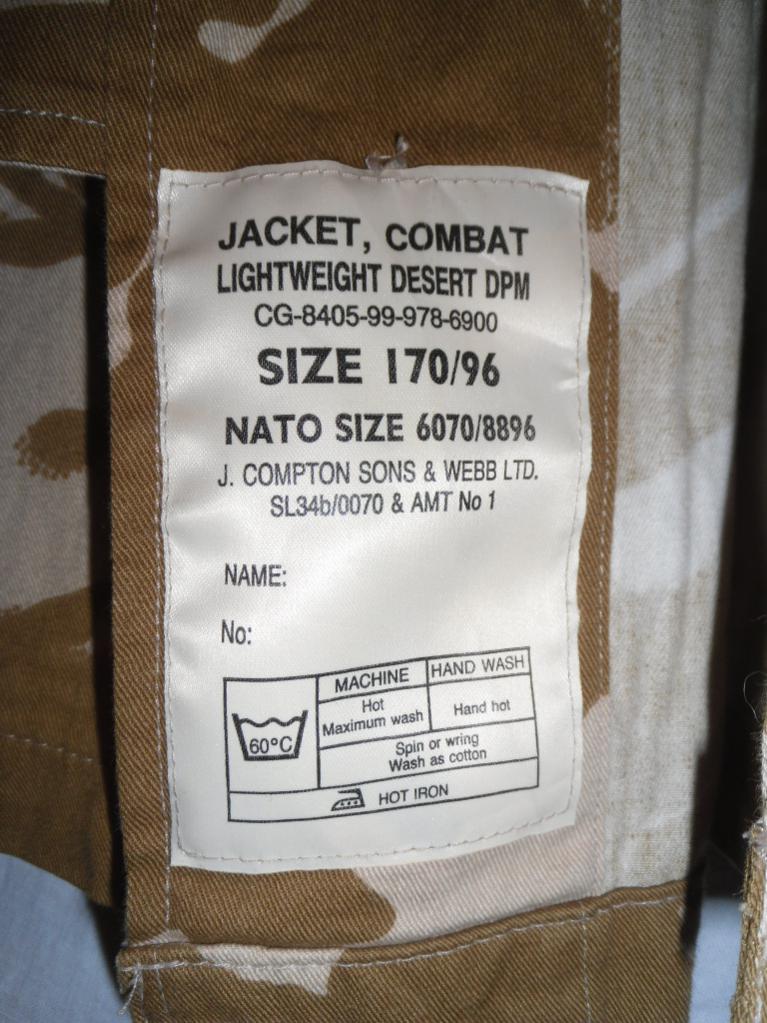 JACKET, COMBAT
LIGHTWEIGHT DESERT DPM
CG-8405-99-978-6900
SIZE 170/96
NATO SIZE 6070/8896
J. COMPTON SONS & WEBB LTD.
SL34b/0070 & AMT No 1
NAME:
No:
MACHINE HAND WASH
Hot
Maximum wash
Hand hot
60°C
Spin or wring
Wash as cotton
HOT IRON